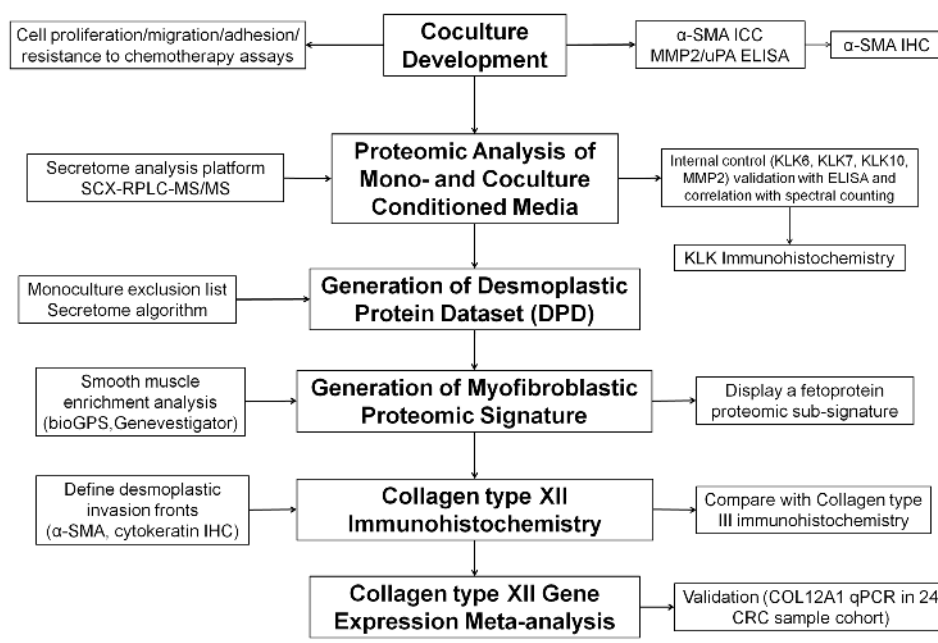 Cell proliferation/migration/adhesion/
resistance to chemotherapy assays
Coculture
Development
α-SMA ICC
MMP2/uPA ELISA
α-SMA IHC
Secretome analysis platform
SCX-RPLC-MS/MS
Proteomic Analysis of
Mono- and Coculture
Conditioned Media
Internal control (KLK6, KLK7, KLK10,
MMP2) validation with ELISA and
correlation with spectral counting
KLK Immunohistochemistry
Monoculture exclusion list
Secretome algorithm
Generation of Desmoplastic
Protein Dataset (DPD)
Smooth muscle
enrichment analysis
(bioGPS,Genevestigator)
Generation of Myofibroblastic
Proteomic Signature
Display a fetoprotein
proteomic sub-signature
Define desmoplastic
invasion fronts
(α-SMA, cytokeratin IHC)
Collagen type XII
Immunohistochemistry
Compare with Collagen type
III immunohistochemistry
Collagen type XII Gene
Expression Meta-analysis
Validation (COL12A1 qPCR in 24
CRC sample cohort)